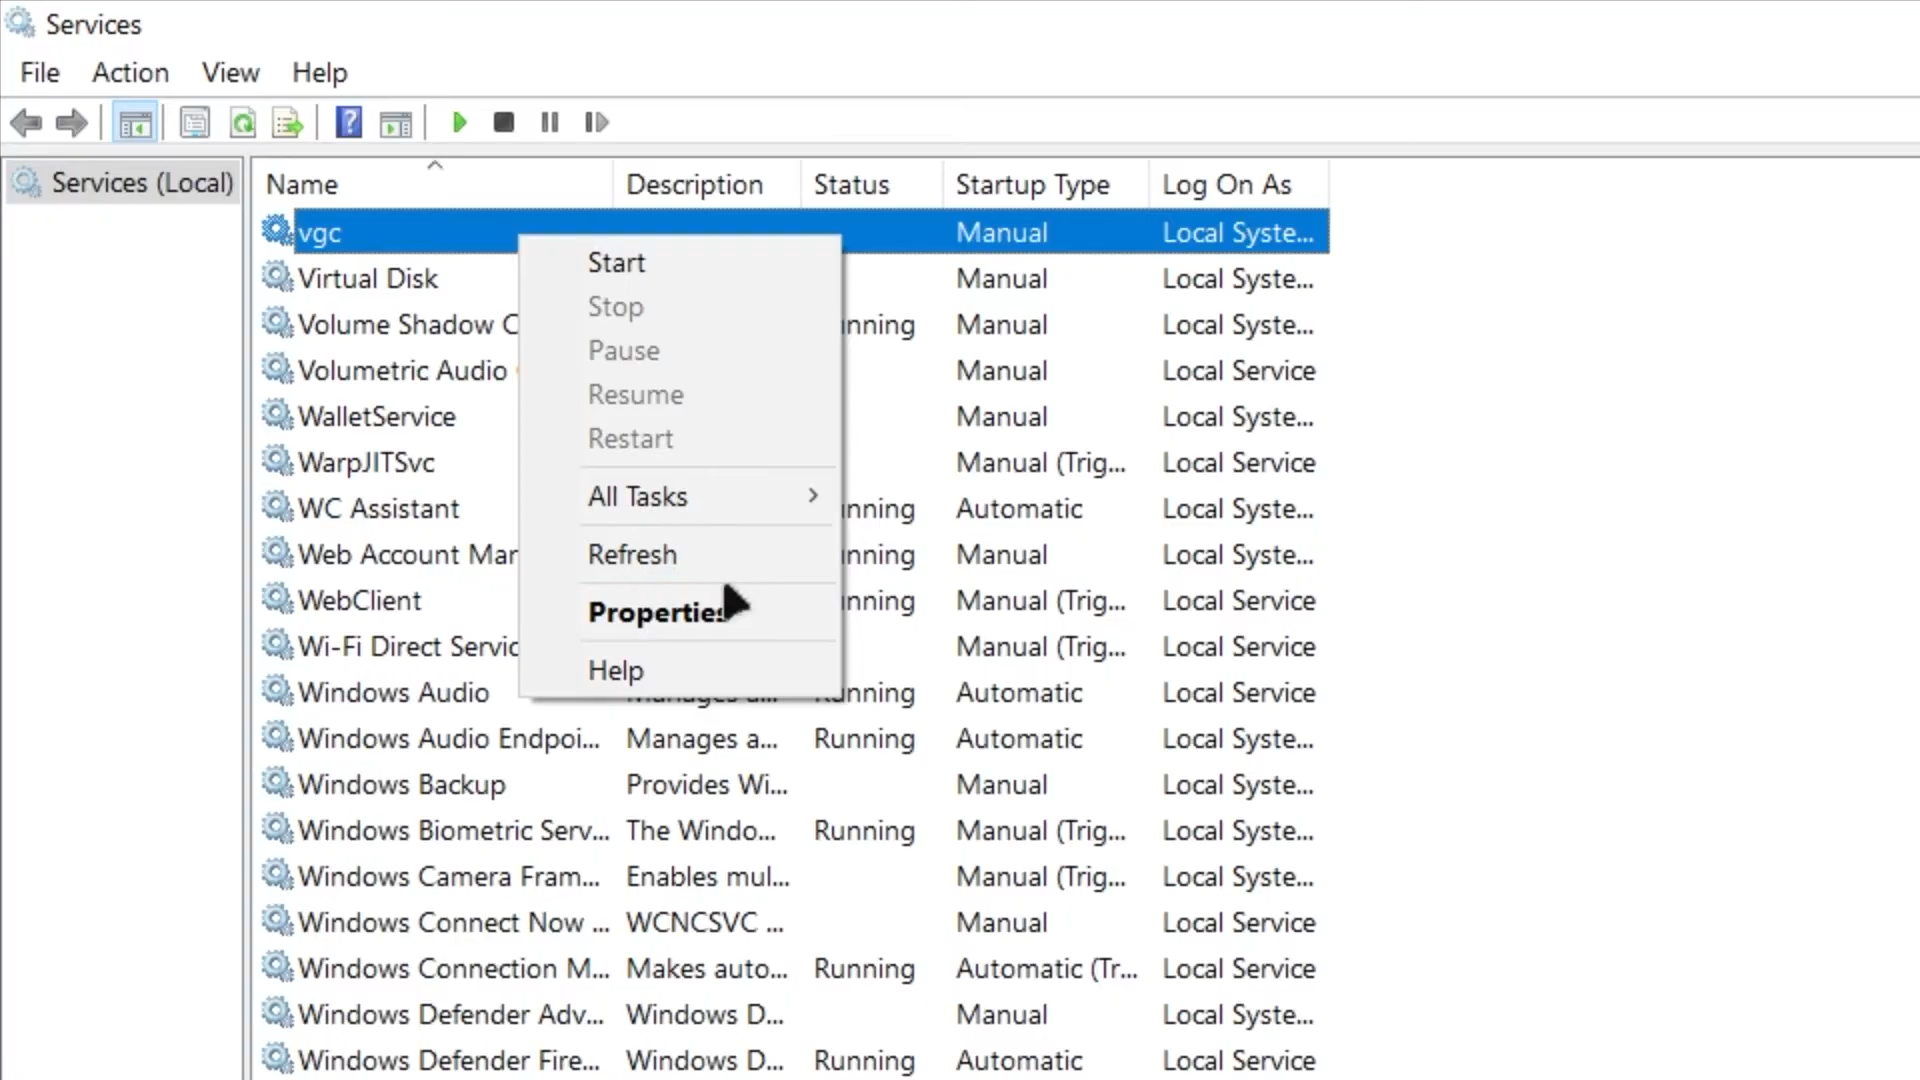 Services
File Action View Help
Services (Local)
Name Description Status Startup Type Log On As
vgc Manual Local Syste...
Start
Stop
Pause
Resume
Restart
All Tasks
Refresh
Properties
Help
Virtual Disk Manual Local Syste...
Volume Shadow C nning Manual Local Syste...
Volumetric Audio Manual Local Service
WalletService Manual Local Syste...
WarpJITSvc Manual (Trig... Local Service
WC Assistant nning Automatic Local Syste...
Web Account Man nning Manual Local Syste...
WebClient nning Manual (Trig... Local Service
Wi-Fi Direct Servic Manual (Trig... Local Service
Windows Audio Manages a... nning Automatic Local Service
Windows Audio Endpoi... Manages a... Running Automatic Local Syste...
Windows Backup Provides Wi... Manual Local Syste...
Windows Biometric Serv... The Windo... Running Manual (Trig... Local Syste...
Windows Camera Fram... Enables mul... Manual (Trig... Local Syste...
Windows Connect Now ... WCNCSVC ... Manual Local Service
Windows Connection M... Makes auto... Running Automatic (Tr... Local Service
Windows Defender Adv... Windows D... Manual Local Syste...
Windows Defender Fire... Windows D... Running Automatic Local Service